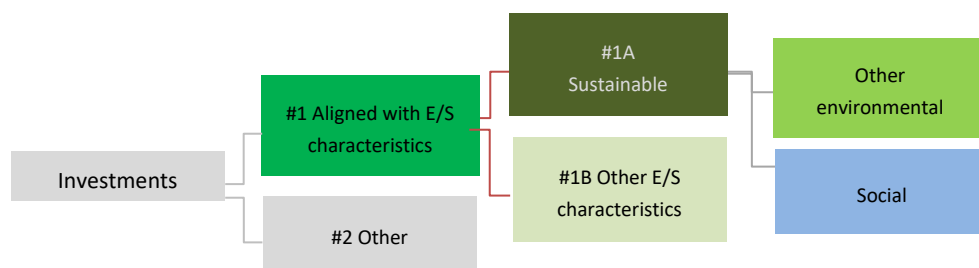 Investments
#1 Aligned with E/S
characteristics
#2 Other
#1A
Sustainable
#1B Other E/S
characteristics
Other
environmental
Social